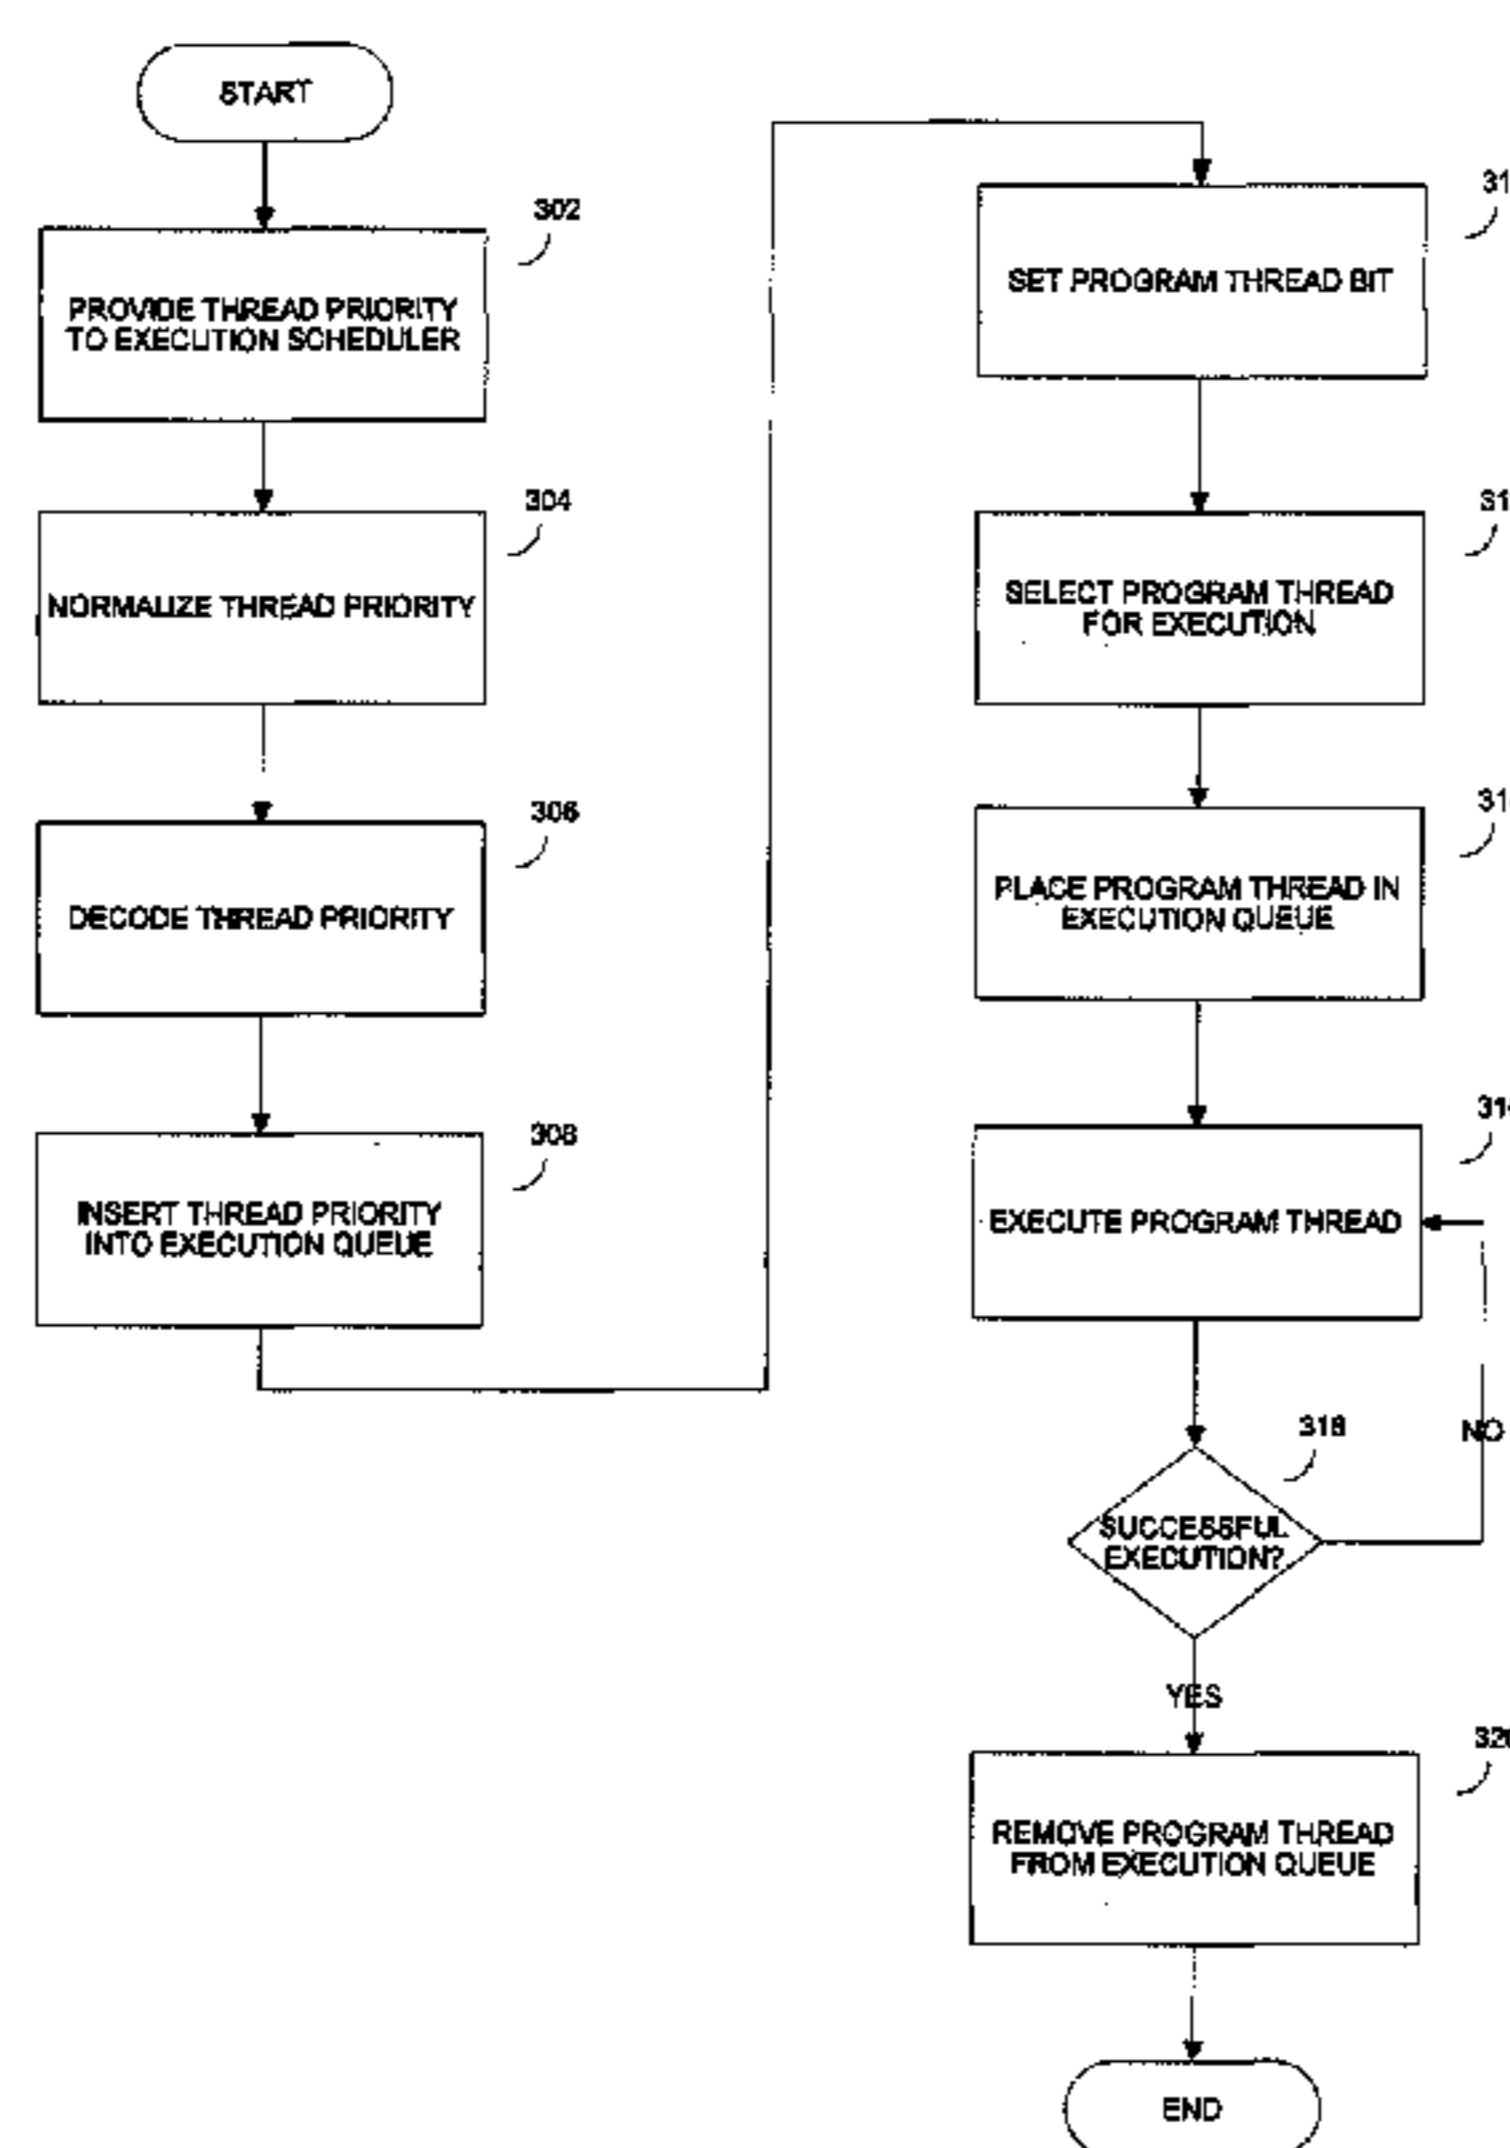 START
302
PROVIDE THREAD PRIORITY
TO EXECUTION SCHEDULER
304
NORMALIZE THREAD PRIORITY
306
DECODE THREAD PRIORITY
308
INSERT THREAD PRIORITY
INTO EXECUTION QUEUE
SET PROGRAM THREAD BIT
SELECT PROGRAM THREAD
FOR EXECUTION
PLACE PROGRAM THREAD IN
EXECUTION QUEUE
EXECUTE PROGRAM THREAD
318
NO
SUCCESSFUL
EXECUTION?
YES
REMOVE PROGRAM THREAD
FROM EXECUTION QUEUE
END